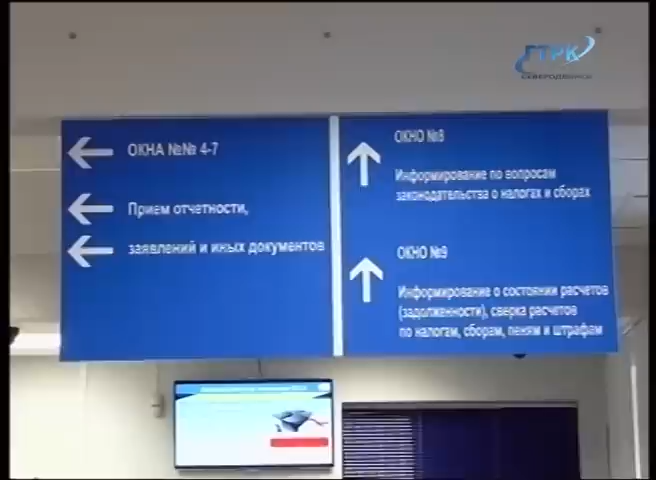 ГТРК
СЕВЕРОДВИНСК
ОКНА №№ 4-7
Прием отчетности,
заявлений и иных документов
ОКНО №8
Информирование по вопросам
законодательства о налогах и сборах
ОКНО №9
Информирование о состоянии расчетов
(задолженности), сверка расчетов
по налогам, сборам, пеням и штрафам